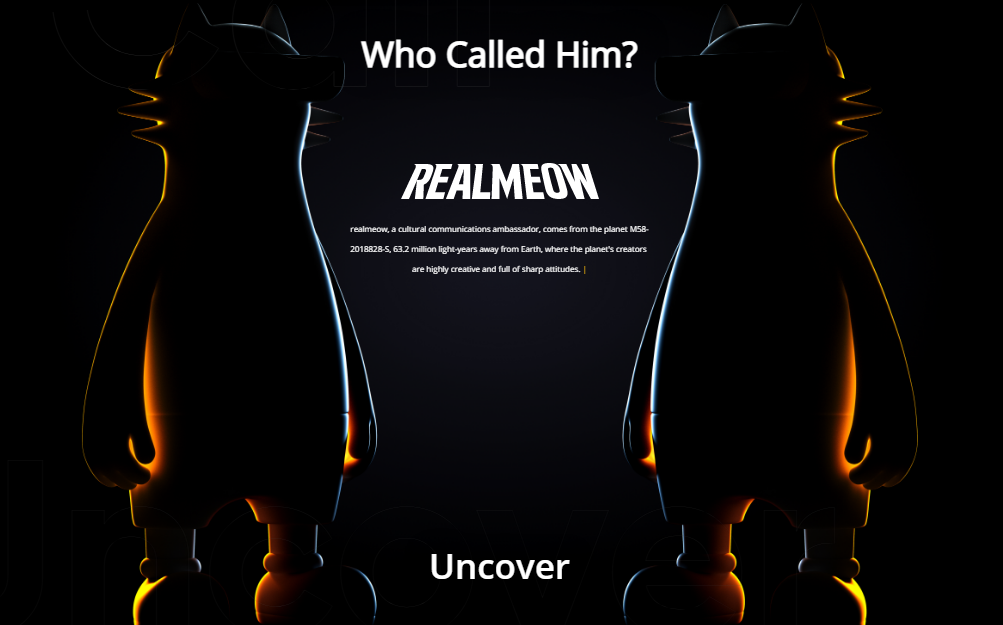 Who Called Him?
REALMEOW
realmeow, a cultural communications ambassador, comes from the planet M58-
2018828-S, 63.2 million light-years away from Earth, where the planet's creators
are highly creative and full of sharp attitudes. |
Uncover
Uncover